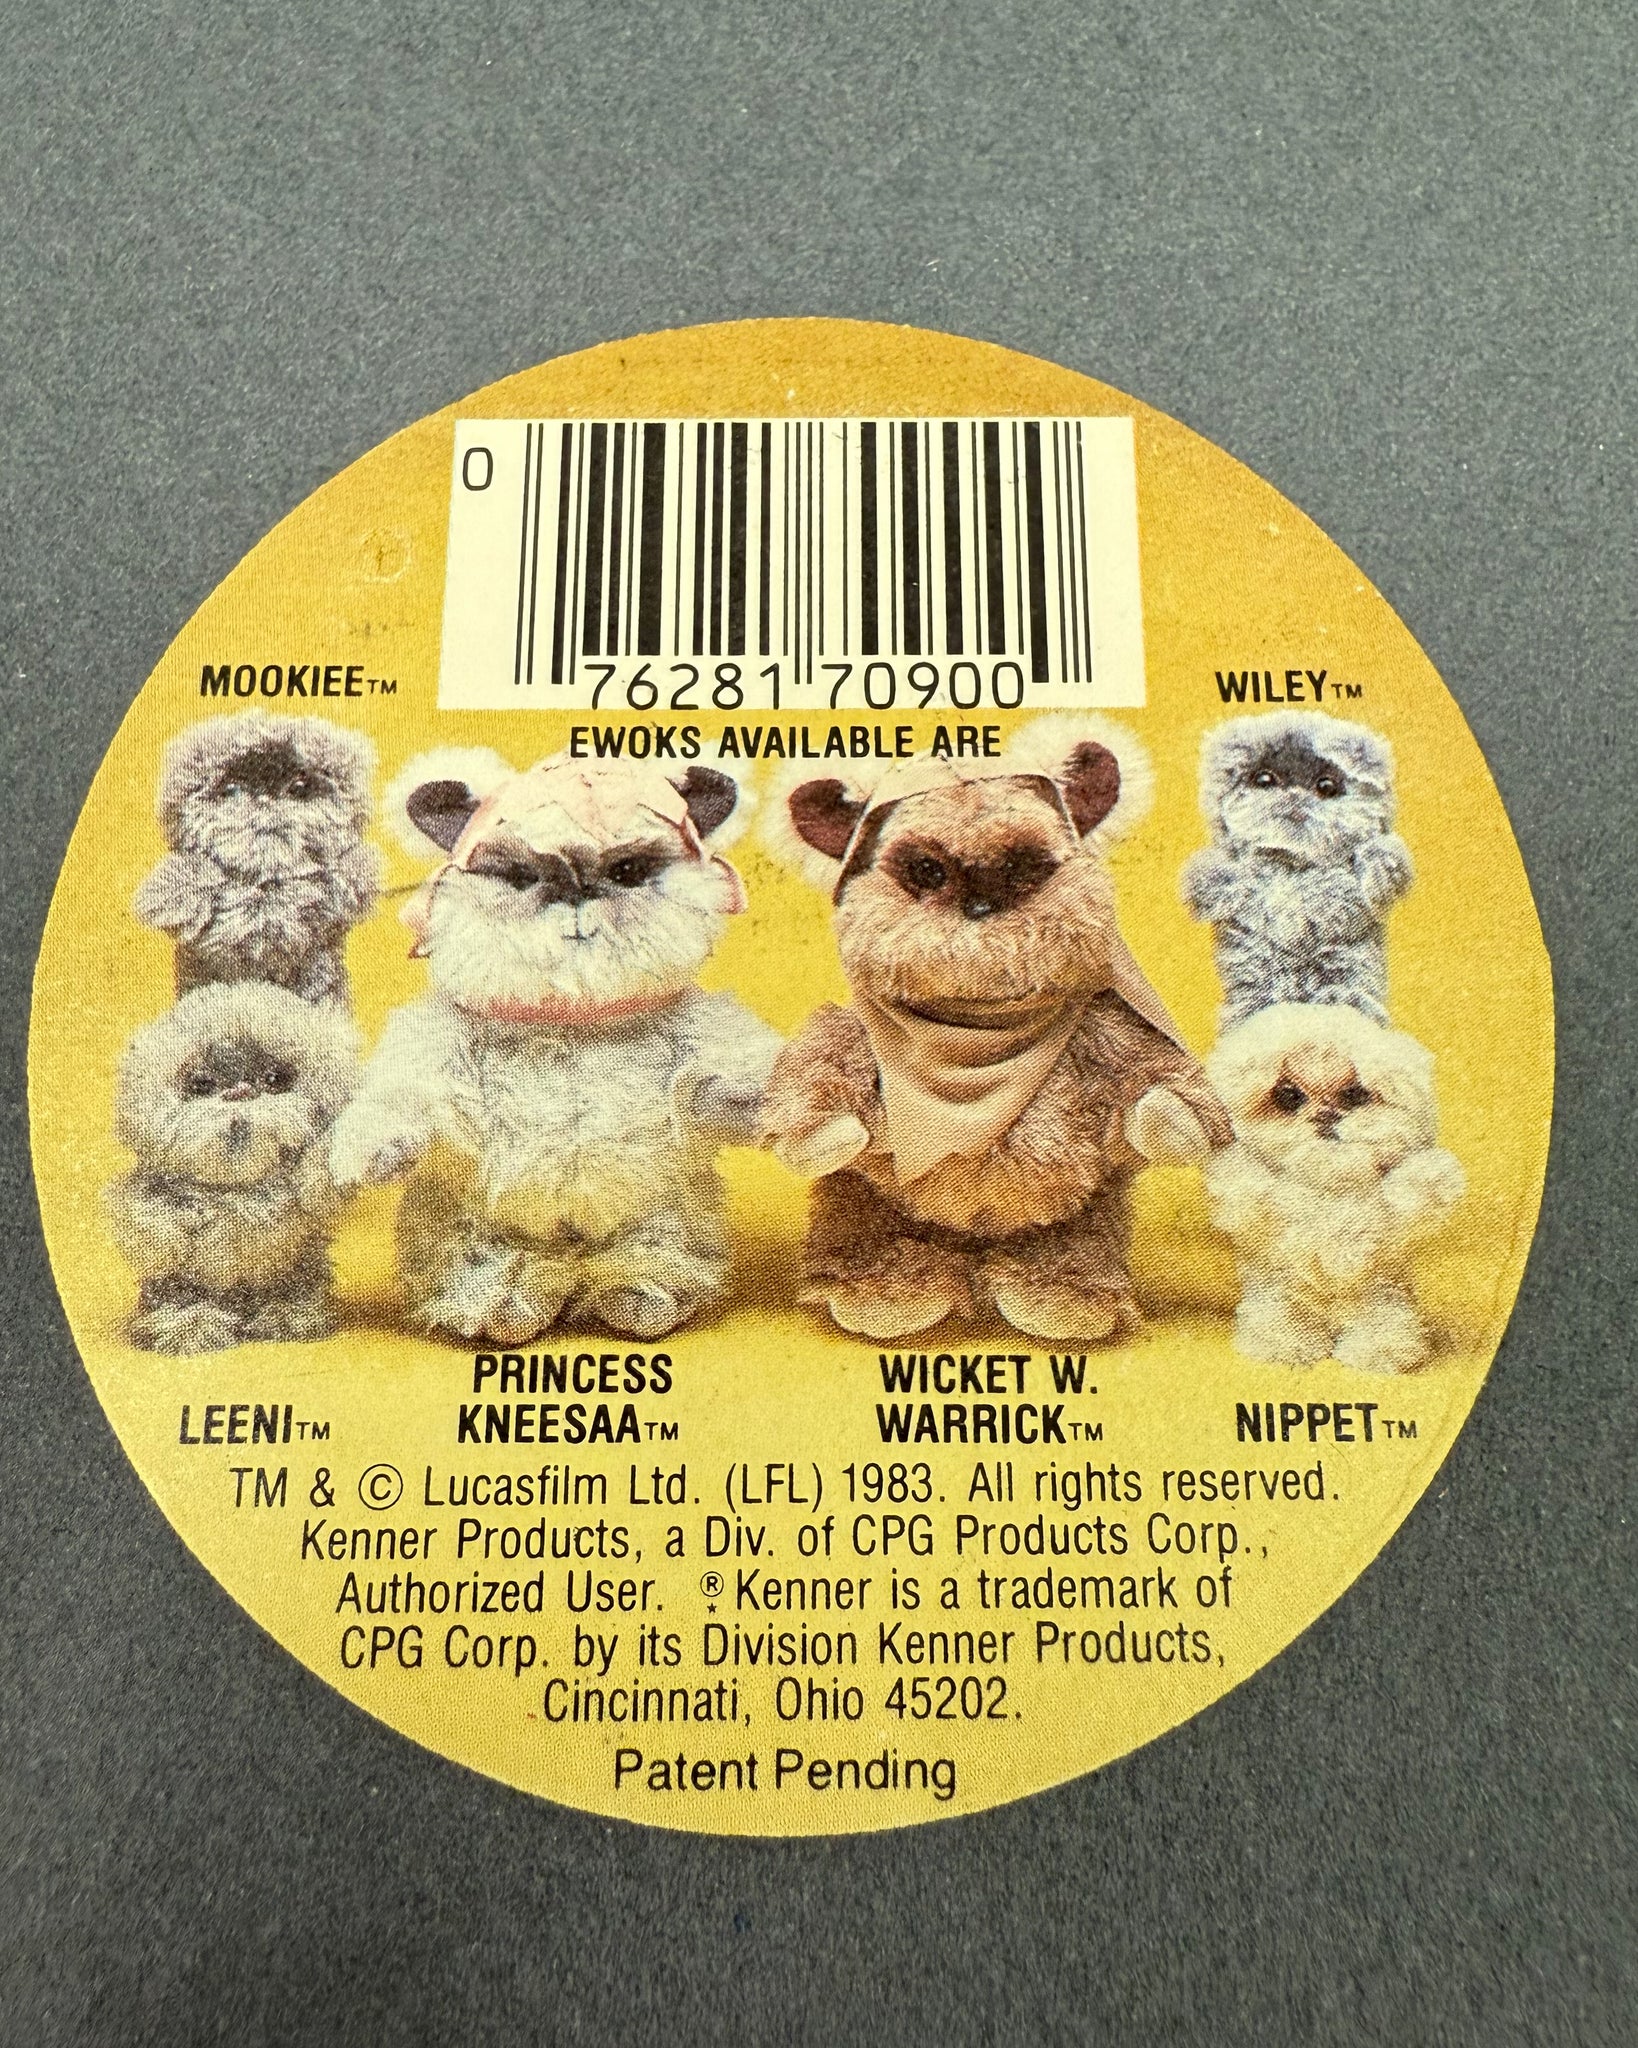 0
76281 70900
MOOKIEE™
WILEY™
EWOKS AVAILABLE ARE
LEENI™
PRINCESS
KNEESAA™
WICKET W.
WARRICK™
NIPPET™
TM & © Lucasfilm Ltd. (LFL) 1983. All rights reserved.
Kenner Products, a Div. of CPG Products Corp.,
Authorized User. ® Kenner is a trademark of
CPG Corp. by its Division Kenner Products,
Cincinnati, Ohio 45202.
Patent Pending